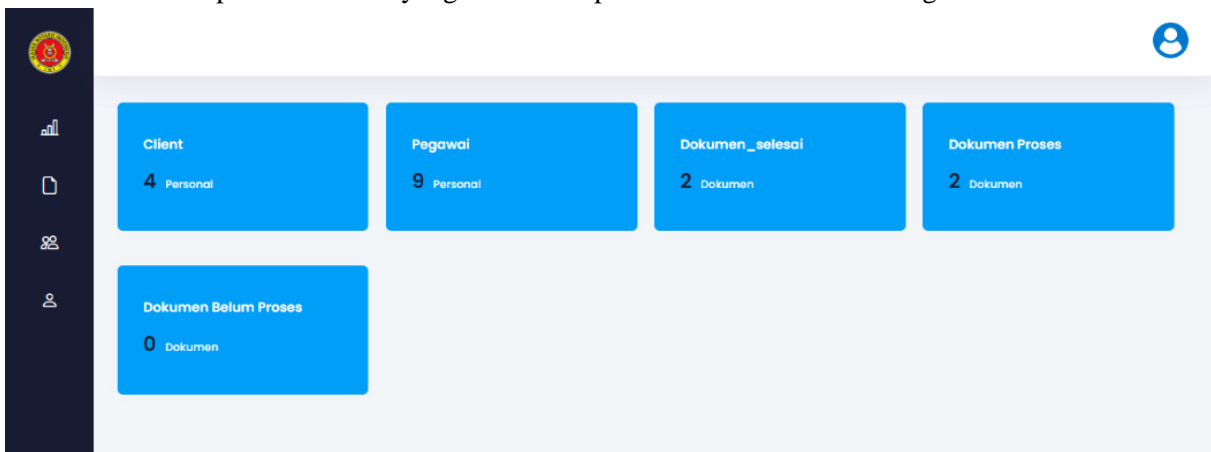 Client
4 Personal
Pegawai
9 Personal
Dokumen_selesai
2 Dokumen
Dokumen Proses
2 Dokumen
Dokumen Belum Proses
0 Dokumen